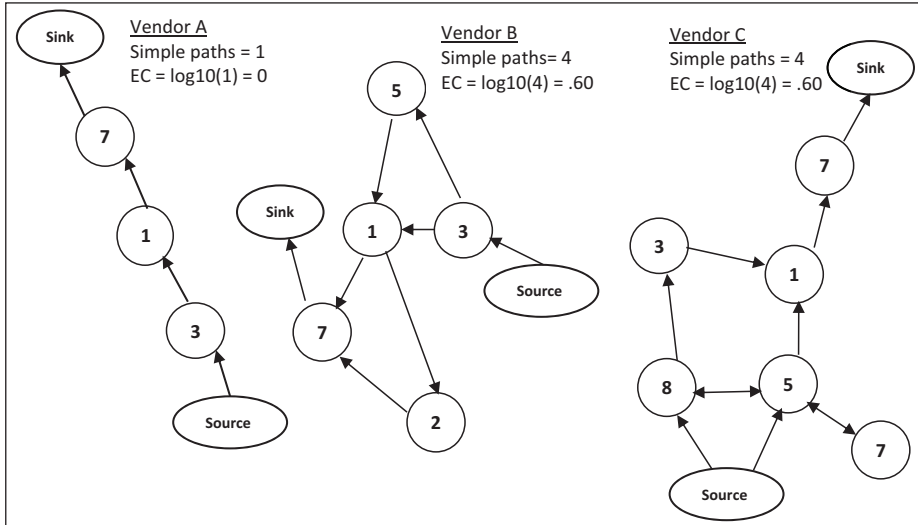 Vendor A
Simple paths = 1
EC = log10(1) = 0
Sink
7
1
3
Source
Vendor B
Simple paths= 4
EC = log10(4) = .60
5
Sink
1
3
Source
7
2
Vendor C
Simple paths = 4
EC = log10(4) = .60
Sink
7
3
1
8
5
7
Source